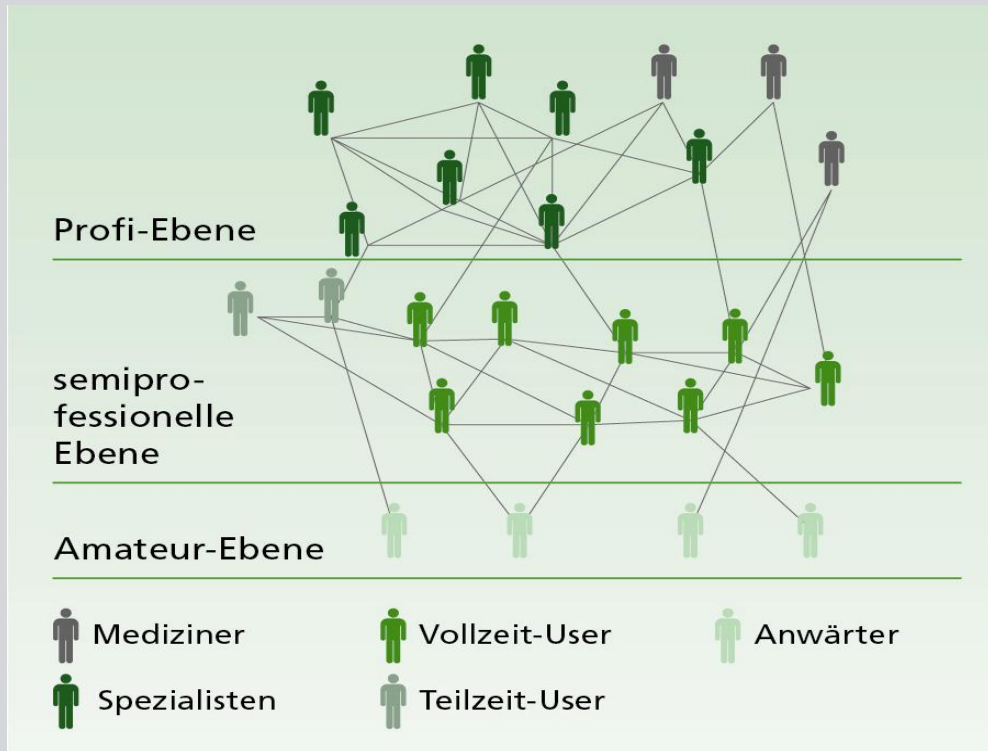 Profi-Ebene
semipro-
fessionelle
Ebene
Amateur-Ebene
Mediziner
Vollzeit-User
Anwärter
Spezialisten
Teilzeit-User